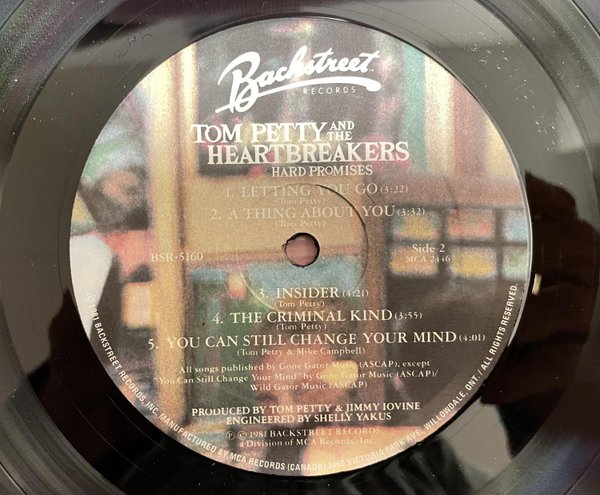 Backstreet
RECORDS
TOM PETTY AND THE
HEARTBREAKERS
HARD PROMISES
1. LETTING YOU GO (3:22)
(Tom Petty)
2. A THING ABOUT YOU (3:32)
(Tom Petty)
BSR-5160
Side 2
MCA 2446
3. INSIDER (4:21)
(Tom Petty)
4. THE CRIMINAL KIND (3:55)
(Tom Petty)
5. YOU CAN STILL CHANGE YOUR MIND (4:01)
(Tom Petty & Mike Campbell)
All songs published by Gone Gator Music (ASCAP), except
"You Can Still Change Your Mind" by Gone Gator Music (ASCAP)/
Wild Gator Music (ASCAP)
PRODUCED BY TOM PETTY & JIMMY IOVINE
ENGINEERED BY SHELLY YAKUS
℗ © 1981 BACKSTREET RECORDS,
a Division of MCA Records, Inc.
© 1981 BACKSTREET RECORDS, INC. MANUFACTURED BY MCA RECORDS (CANADA) VICTORIA PARK AVE. WILLOWDALE, ONT. / ALL RIGHTS RESERVED.